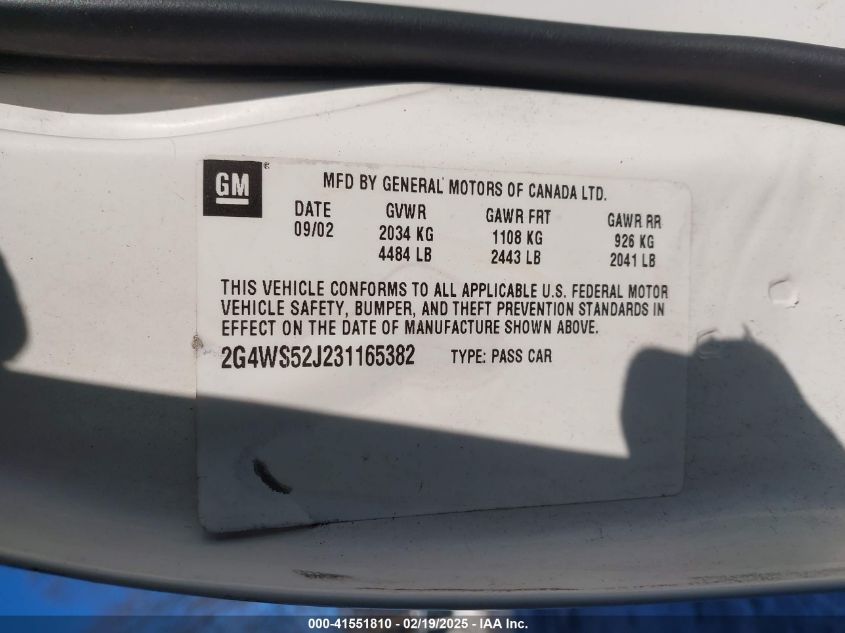 GM
MFD BY GENERAL MOTORS OF CANADA LTD.
DATE GVWR GAWR FRT GAWR RR
09/02 2034 KG 1108 KG 926 KG
4484 LB 2443 LB 2041 LB
THIS VEHICLE CONFORMS TO ALL APPLICABLE U.S. FEDERAL MOTOR
VEHICLE SAFETY, BUMPER, AND THEFT PREVENTION STANDARDS IN
EFFECT ON THE DATE OF MANUFACTURE SHOWN ABOVE.
2G4WS52J231165382 TYPE: PASS CAR
000-41551810 - 02/19/2025 - IAA Inc.